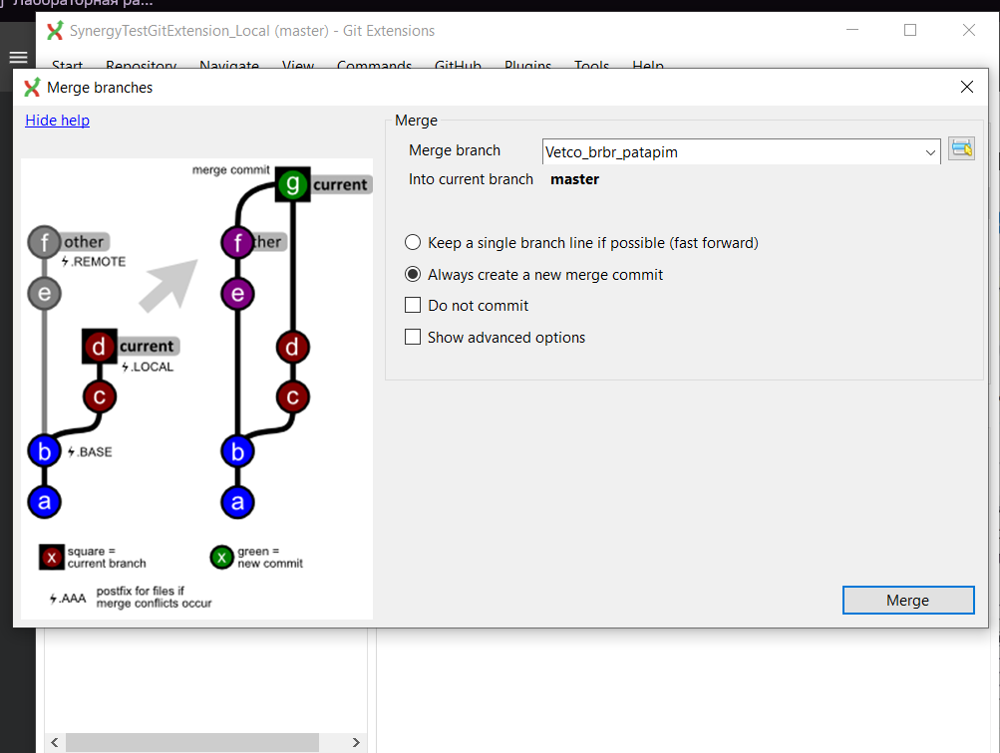 Лабораторная ра...
SynergyTestGitExtension_Local (master) - Git Extensions
Start Repository Navigate View Commands GitHub Plugins Tools Help
Merge branches
Hide help
Merge
Merge branch Vetco_brbr_patapim
Into current branch master
Keep a single branch line if possible (fast forward)
Always create a new merge commit
Do not commit
Show advanced options
merge commit
g current
f other
.REMOTE
e
d current
.LOCAL
c
b .BASE
a
f ther
e
d
c
b
a
x square =
current branch
x green =
new commit
.AAA postfix for files if
merge conflicts occur
Merge